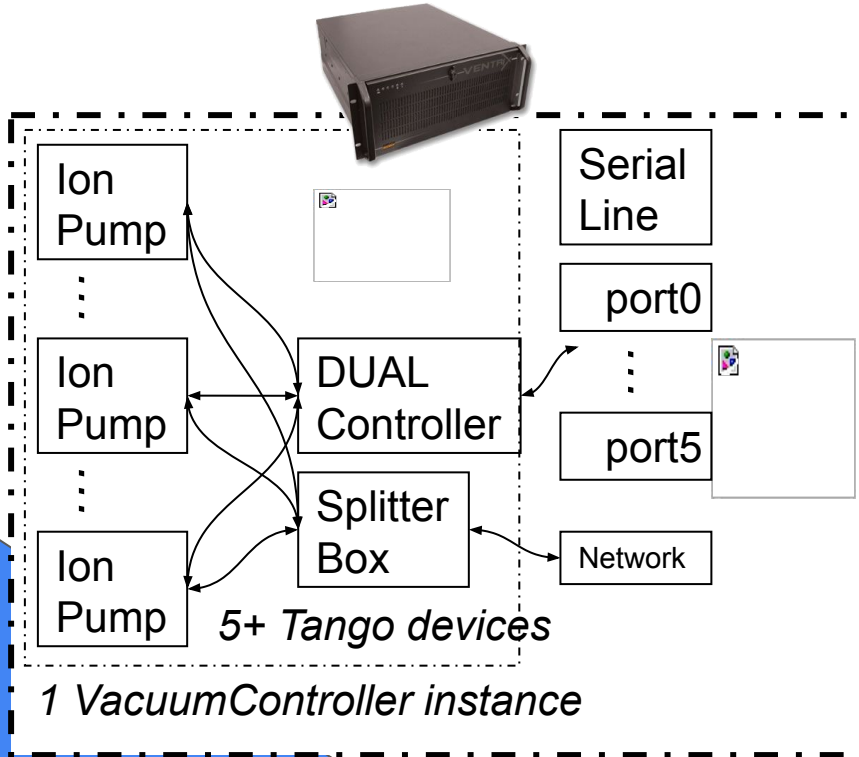 VENTRX
Ion
Pump
Serial
Line
port0
Ion
Pump
DUAL
Controller
port5
Splitter
Box
Ion
Pump
Network
5+ Tango devices
1 VacuumController instance